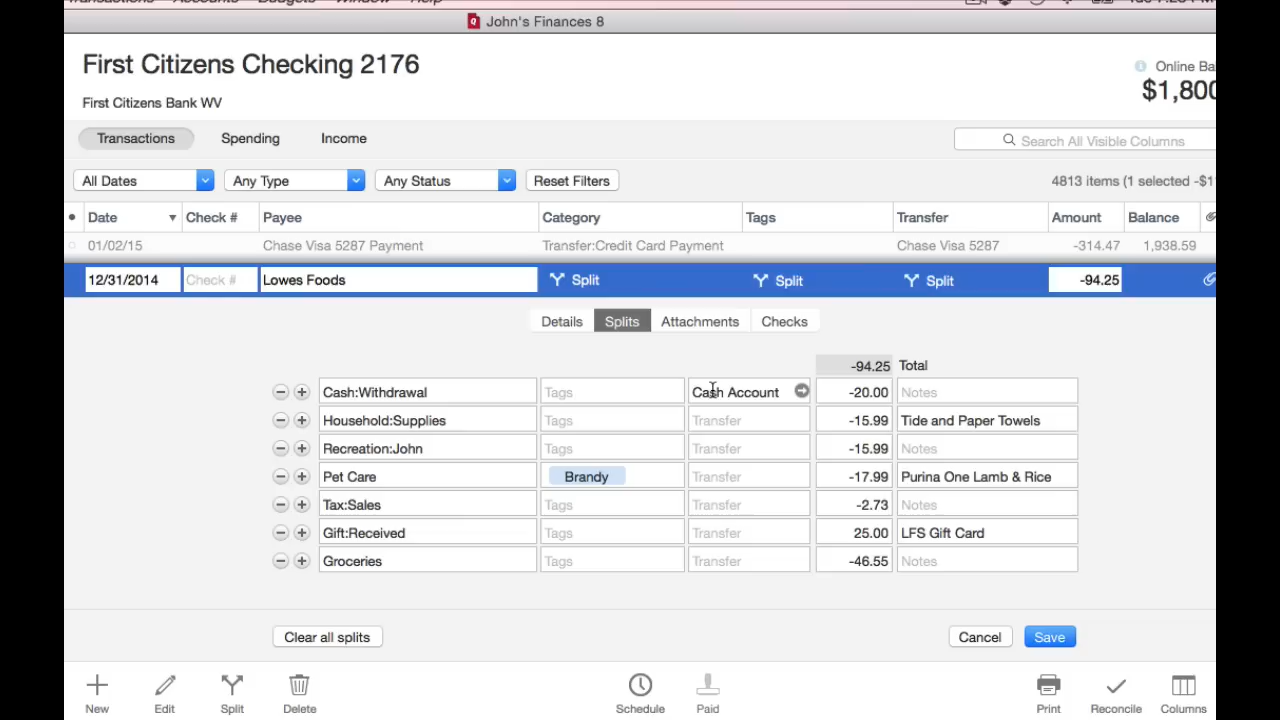 Transactions Accounts Budgets Window Help
John's Finances 8
First Citizens Checking 2176
Online Ba
$1,800
First Citizens Bank WV
Transactions Spending Income
Search All Visible Columns
All Dates Any Type Any Status Reset Filters
4813 items (1 selected -$1
Date Check # Payee Category Tags Transfer Amount Balance
01/02/15 Chase Visa 5287 Payment Transfer:Credit Card Payment Chase Visa 5287 -314.47 1,938.59
12/31/2014 Check # Lowes Foods Split Split Split -94.25
Details Splits Attachments Checks
-94.25 Total
Cash:Withdrawal Tags Cash Account -20.00 Notes
Household:Supplies Tags Transfer -15.99 Tide and Paper Towels
Recreation:John Tags Transfer -15.99 Notes
Pet Care Brandy Transfer -17.99 Purina One Lamb & Rice
Tax:Sales Tags Transfer -2.73 Notes
Gift:Received Tags Transfer 25.00 LFS Gift Card
Groceries Tags Transfer -46.55 Notes
Clear all splits Cancel Save
New Edit Split Delete Schedule Paid Print Reconcile Columns